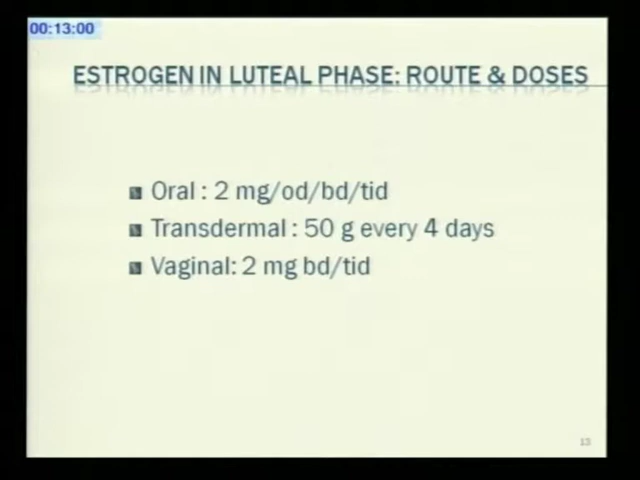 00:13:00
ESTROGEN IN LUTEAL PHASE: ROUTE & DOSES
Oral : 2 mg/od/bd/tid
Transdermal : 50 g every 4 days
Vaginal: 2 mg bd/tid
13